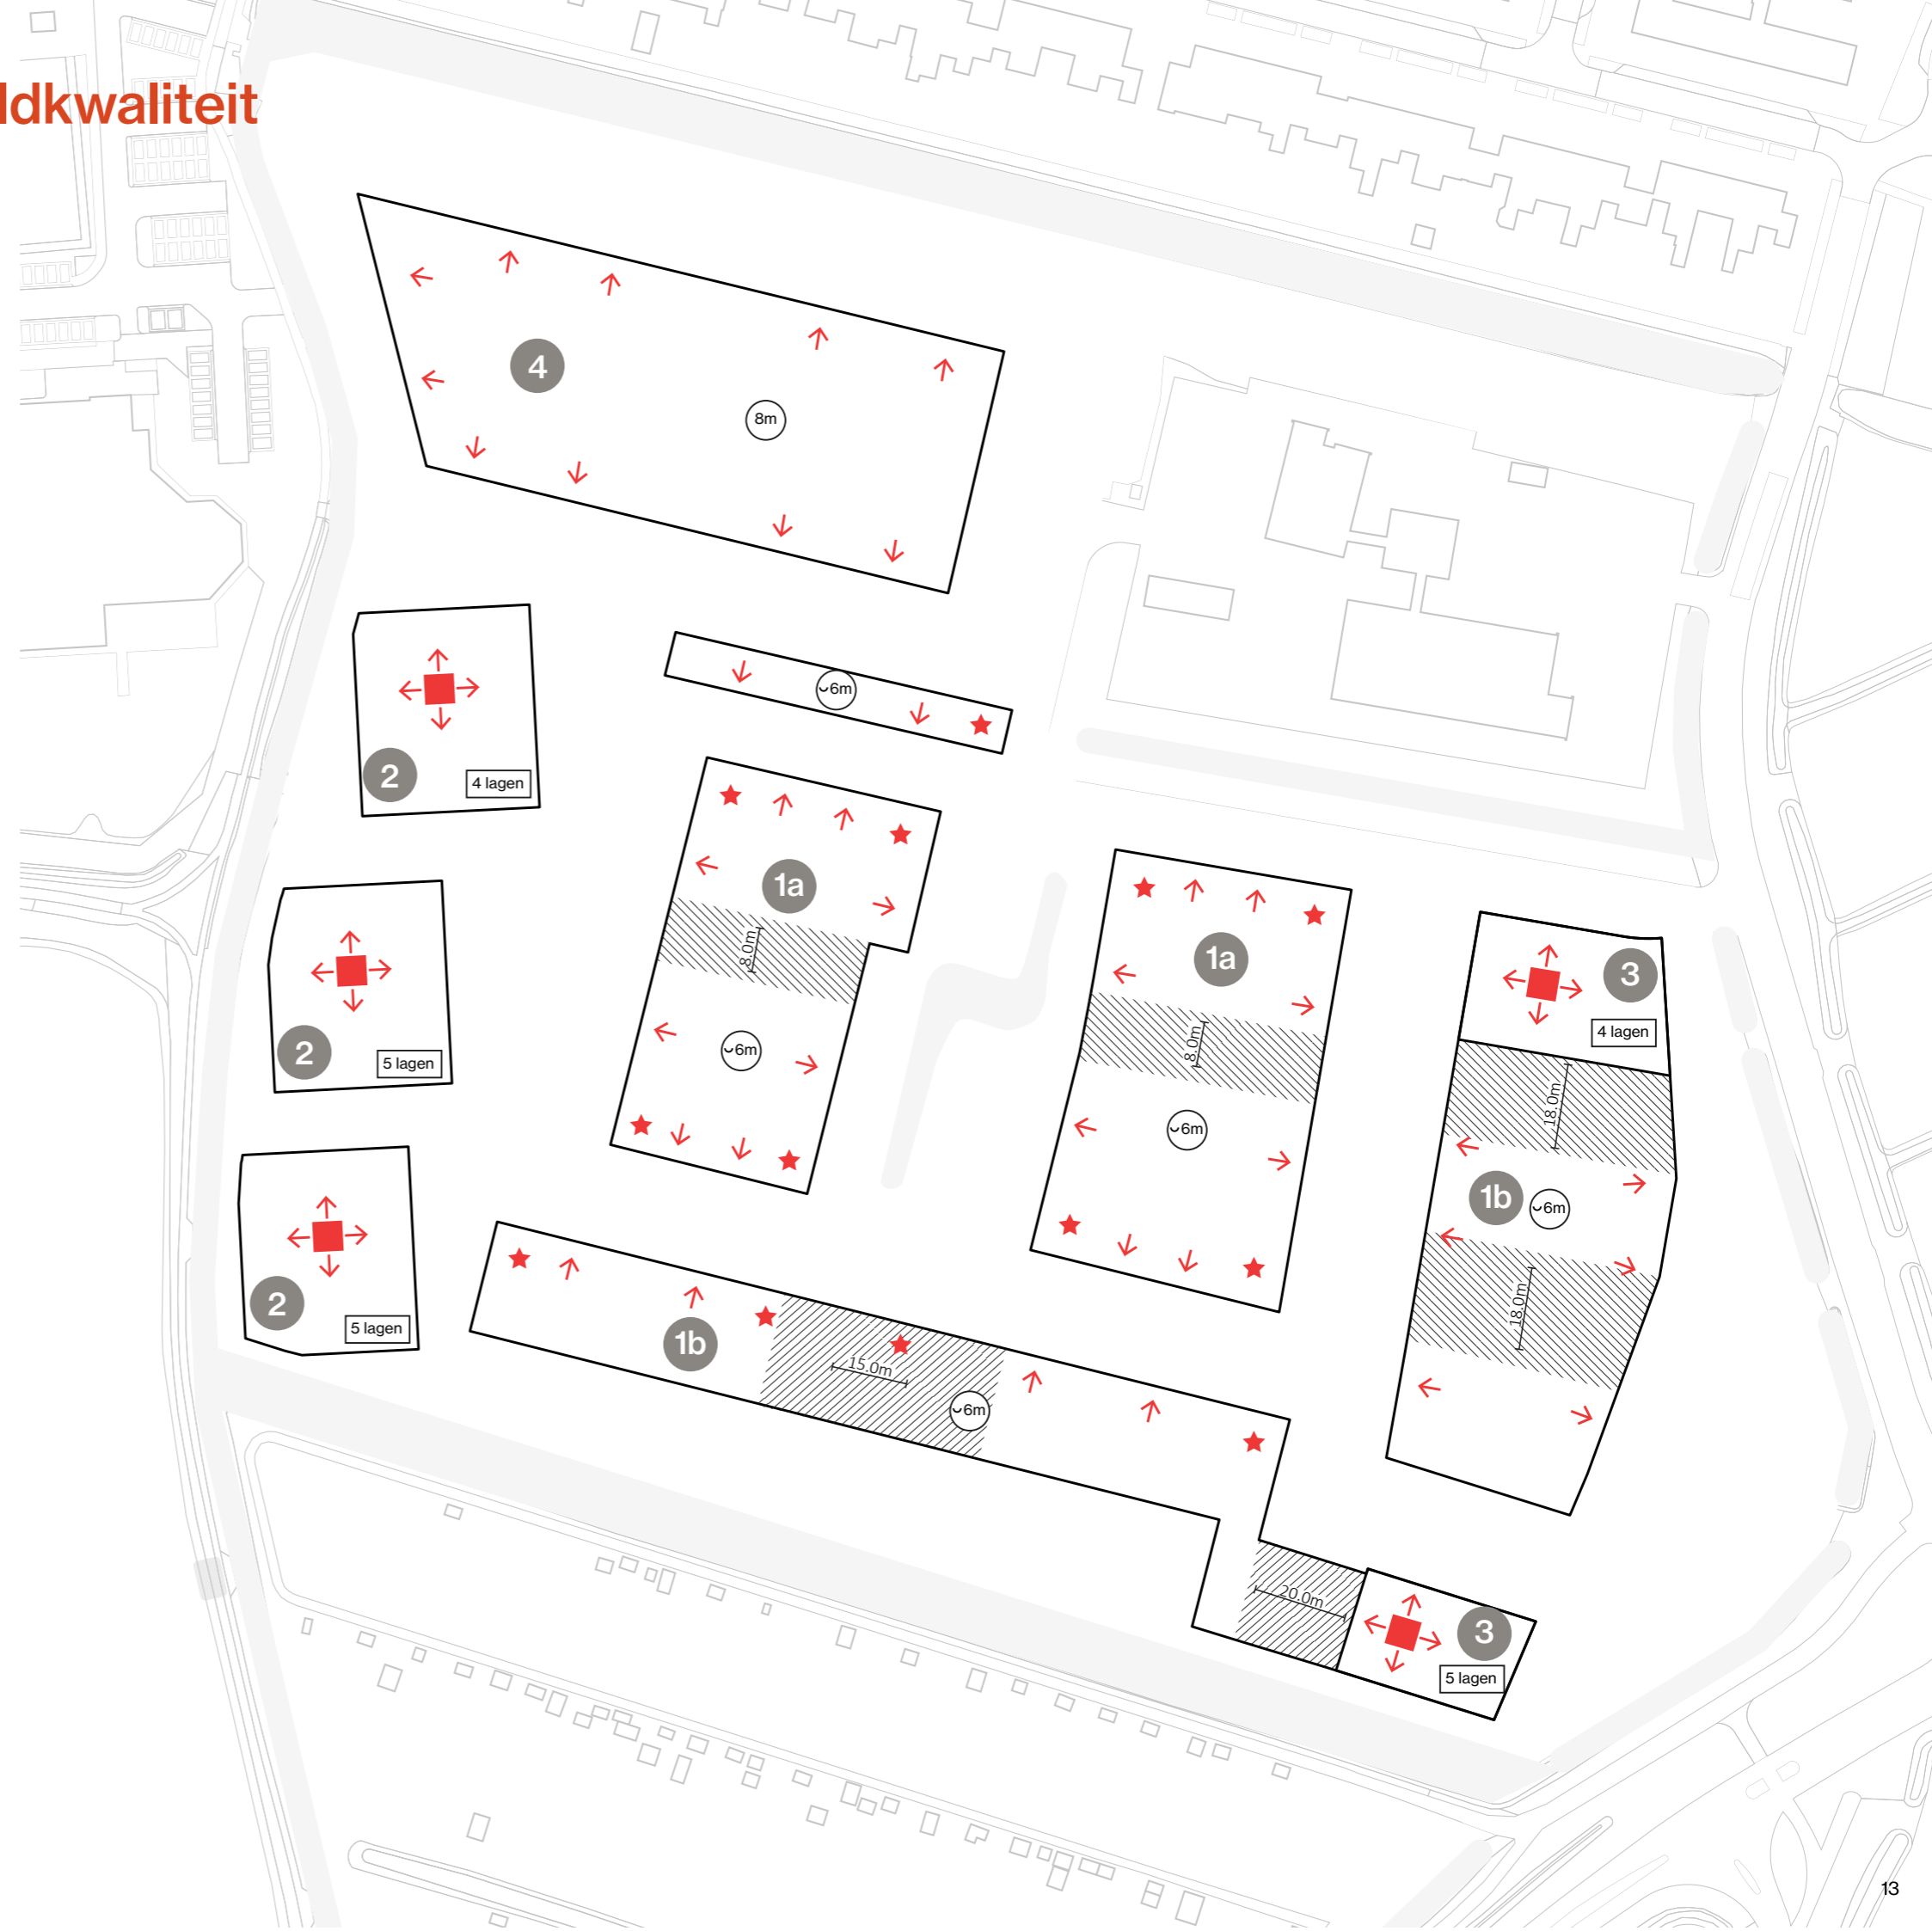 ldkwaliteit
4
8m
2
4 lagen
⌣6m
1a
8.0m
⌣6m
2
5 lagen
1a
8.0m
⌣6m
3
4 lagen
18.0m
1b
⌣6m
18.0m
2
5 lagen
1b
15.0m
⌣6m
20.0m
3
5 lagen
13